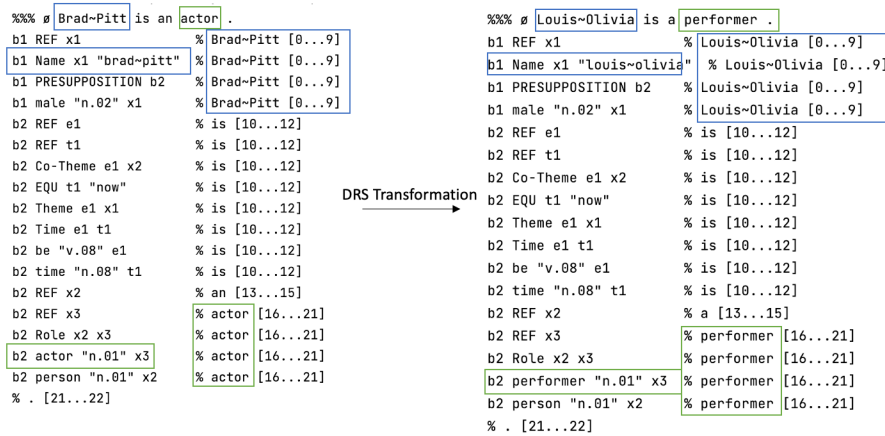 %%% ø Brad~Pitt is an actor .
b1 REF x1 % Brad~Pitt [0...9]
b1 Name x1 "brad~pitt" % Brad~Pitt [0...9]
b1 PRESUPPOSITION b2 % Brad~Pitt [0...9]
b1 male "n.02" x1 % Brad~Pitt [0...9]
b2 REF e1 % is [10...12]
b2 REF t1 % is [10...12]
b2 Co-Theme e1 x2 % is [10...12]
b2 EQU t1 "now" % is [10...12]
b2 Theme e1 x1 % is [10...12]
b2 Time e1 t1 % is [10...12]
b2 be "v.08" e1 % is [10...12]
b2 time "n.08" t1 % is [10...12]
b2 REF x2 % an [13...15]
b2 REF x3 % actor [16...21]
b2 Role x2 x3 % actor [16...21]
b2 actor "n.01" x3 % actor [16...21]
b2 person "n.01" x2 % actor [16...21]
% . [21...22]
DRS Transformation
%%% ø Louis~Olivia is a performer .
b1 REF x1 % Louis~Olivia [0...9]
b1 Name x1 "louis~olivia" % Louis~Olivia [0...9]
b1 PRESUPPOSITION b2 % Louis~Olivia [0...9]
b1 male "n.02" x1 % Louis~Olivia [0...9]
b2 REF e1 % is [10...12]
b2 REF t1 % is [10...12]
b2 Co-Theme e1 x2 % is [10...12]
b2 EQU t1 "now" % is [10...12]
b2 Theme e1 x1 % is [10...12]
b2 Time e1 t1 % is [10...12]
b2 be "v.08" e1 % is [10...12]
b2 time "n.08" t1 % is [10...12]
b2 REF x2 % a [13...15]
b2 REF x3 % performer [16...21]
b2 Role x2 x3 % performer [16...21]
b2 performer "n.01" x3 % performer [16...21]
b2 person "n.01" x2 % performer [16...21]
% . [21...22]